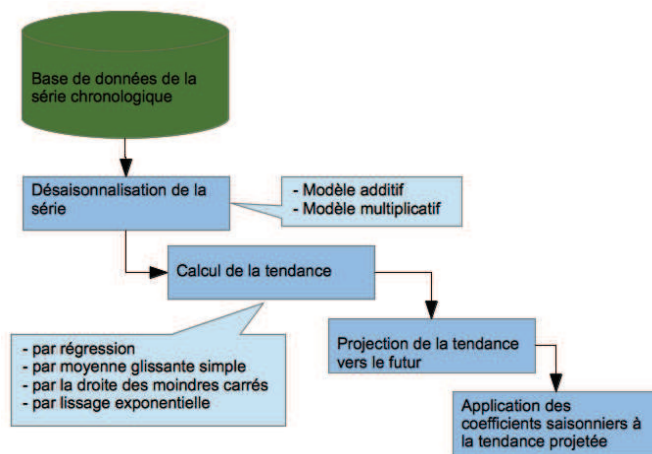 Base de données de la
série chronologique
Désaisonnalisation de la
série
- Modèle additif
- Modèle multiplicatif
Calcul de la tendance
- par régression
- par moyenne glissante simple
- par la droite des moindres carrés
- par lissage exponentielle
Projection de la tendance
vers le futur
Application des
coefficients saisonniers à
la tendance projetée